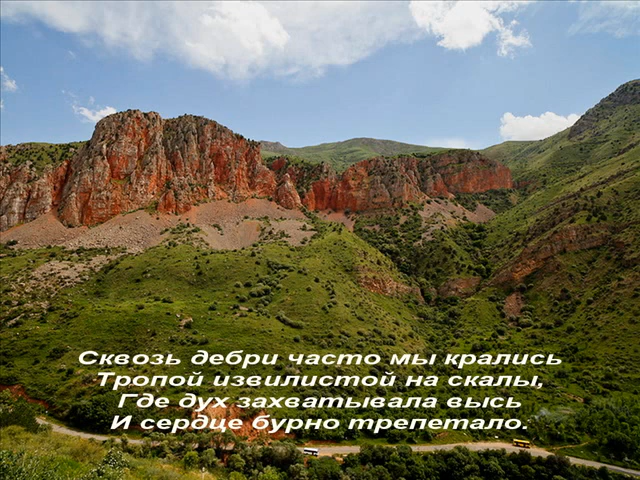 Сквозь дебри часто мы крались
Тропой извилистой на скалы,
Где дух захватывала высь
И сердце бурно трепетало.